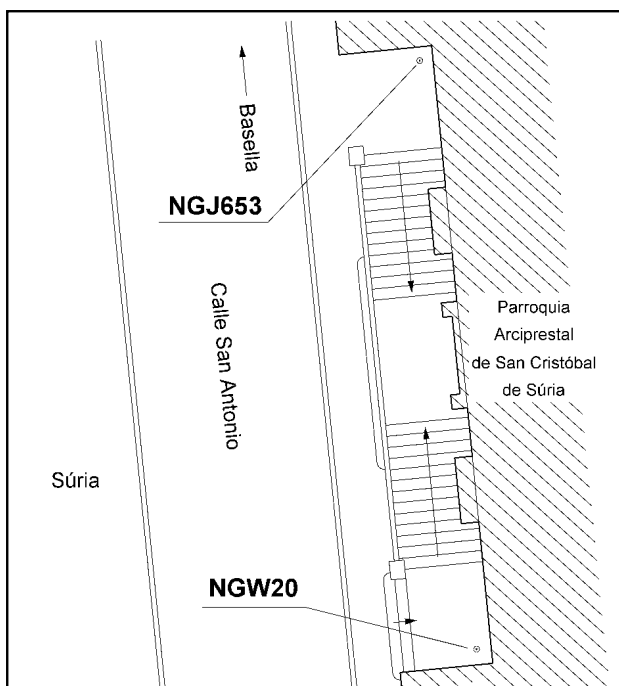 Basella
NGJ653
Calle San Antonio
Parroquia
Arciprestal
de San Cristóbal
de Súria
Súria
NGW20